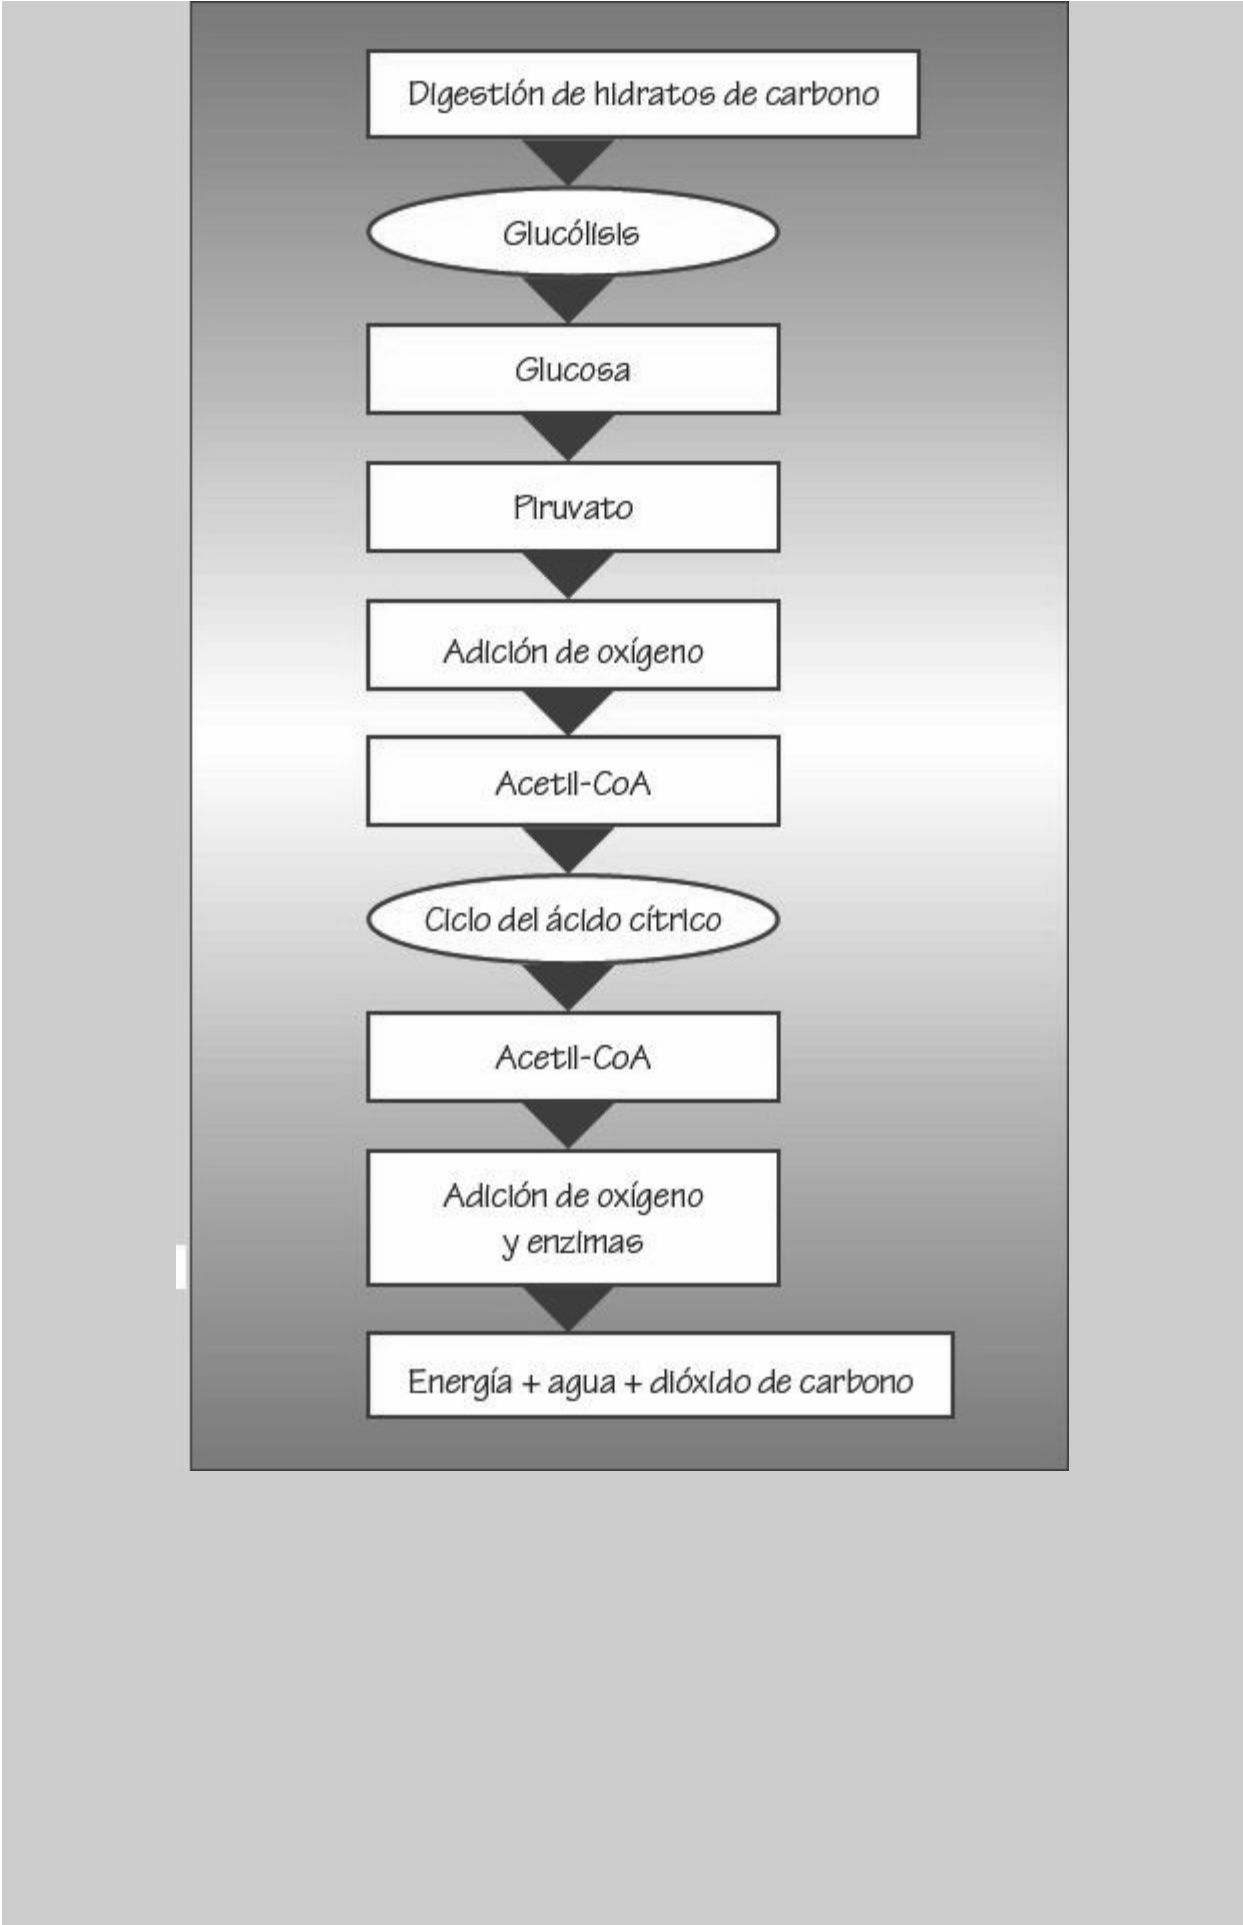 Digestión de hidratos de carbono
Glucólisis
Glucosa
Piruvato
Adición de oxígeno
Acetil-CoA
Ciclo del ácido cítrico
Acetil-CoA
Adición de oxígeno
y enzimas
Energía + agua + dióxido de carbono